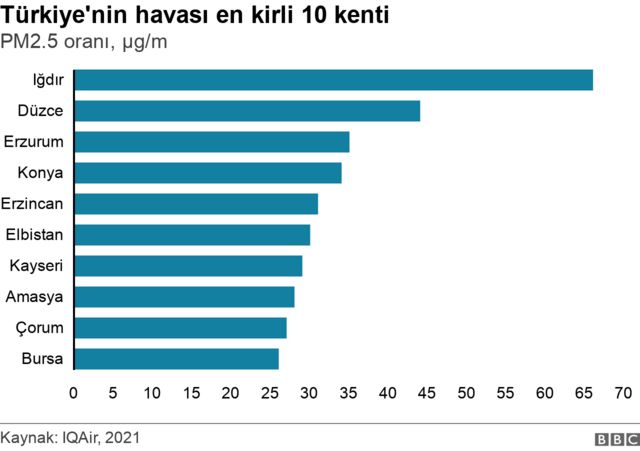 Türkiye'nin havası en kirli 10 kenti
PM2.5 oranı, µg/m
Iğdır
Düzce
Erzurum
Konya
Erzincan
Elbistan
Kayseri
Amasya
Çorum
Bursa
0 5 10 15 20 25 30 35 40 45 50 55 60 65 70
Kaynak: IQAir, 2021
BBC